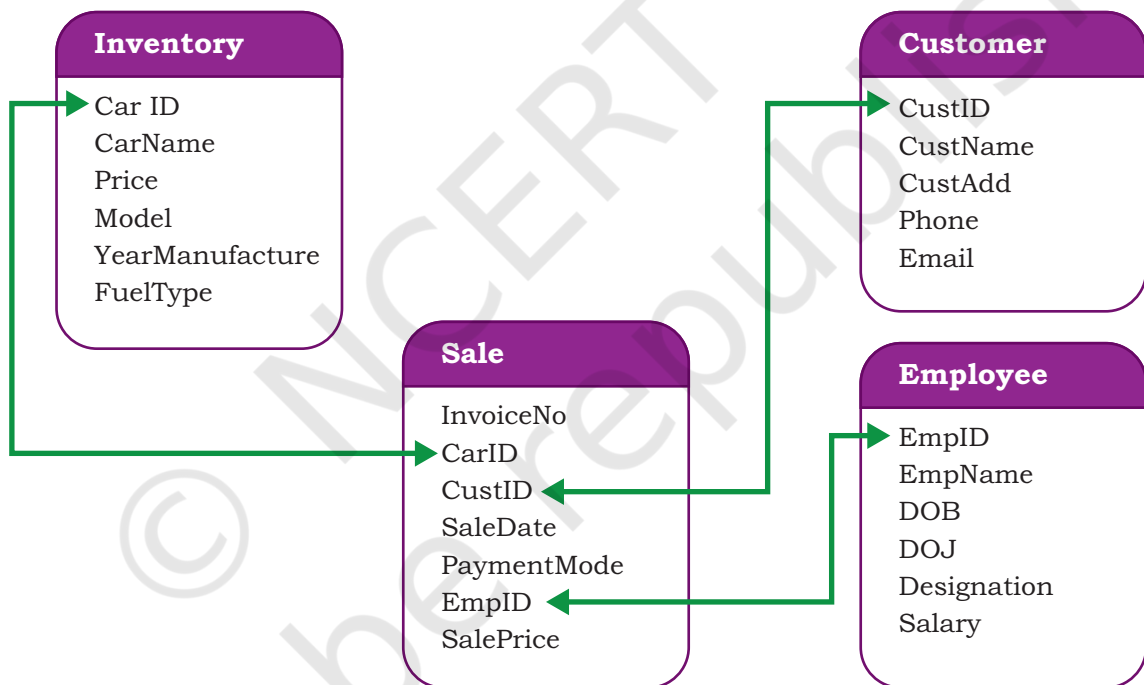 Inventory
Car ID
CarName
Price
Model
YearManufacture
FuelType
Customer
CustID
CustName
CustAdd
Phone
Email
Sale
InvoiceNo
CarID
CustID
SaleDate
PaymentMode
EmpID
SalePrice
Employee
EmpID
EmpName
DOB
DOJ
Designation
Salary
© NCERT
be republish